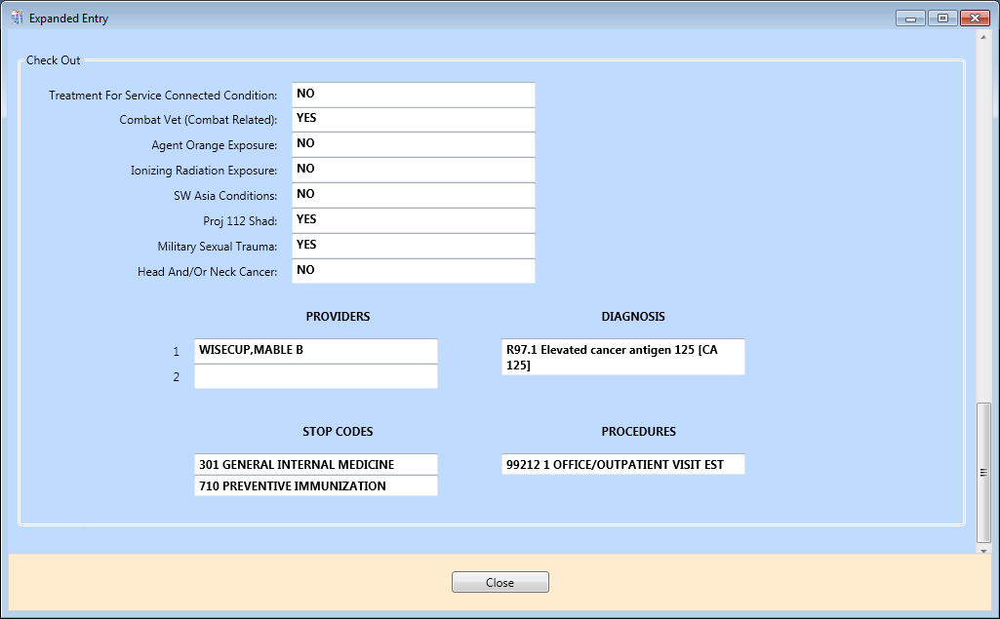 Expanded Entry
Check Out
Treatment For Service Connected Condition: NO
Combat Vet (Combat Related): YES
Agent Orange Exposure: NO
Ionizing Radiation Exposure: NO
SW Asia Conditions: NO
Proj 112 Shad: YES
Military Sexual Trauma: YES
Head And/Or Neck Cancer: NO
PROVIDERS DIAGNOSIS
1 WISECUP,MABLE B R97.1 Elevated cancer antigen 125 [CA
125]
2
STOP CODES PROCEDURES
301 GENERAL INTERNAL MEDICINE 99212 1 OFFICE/OUTPATIENT VISIT EST
710 PREVENTIVE IMMUNIZATION
Close